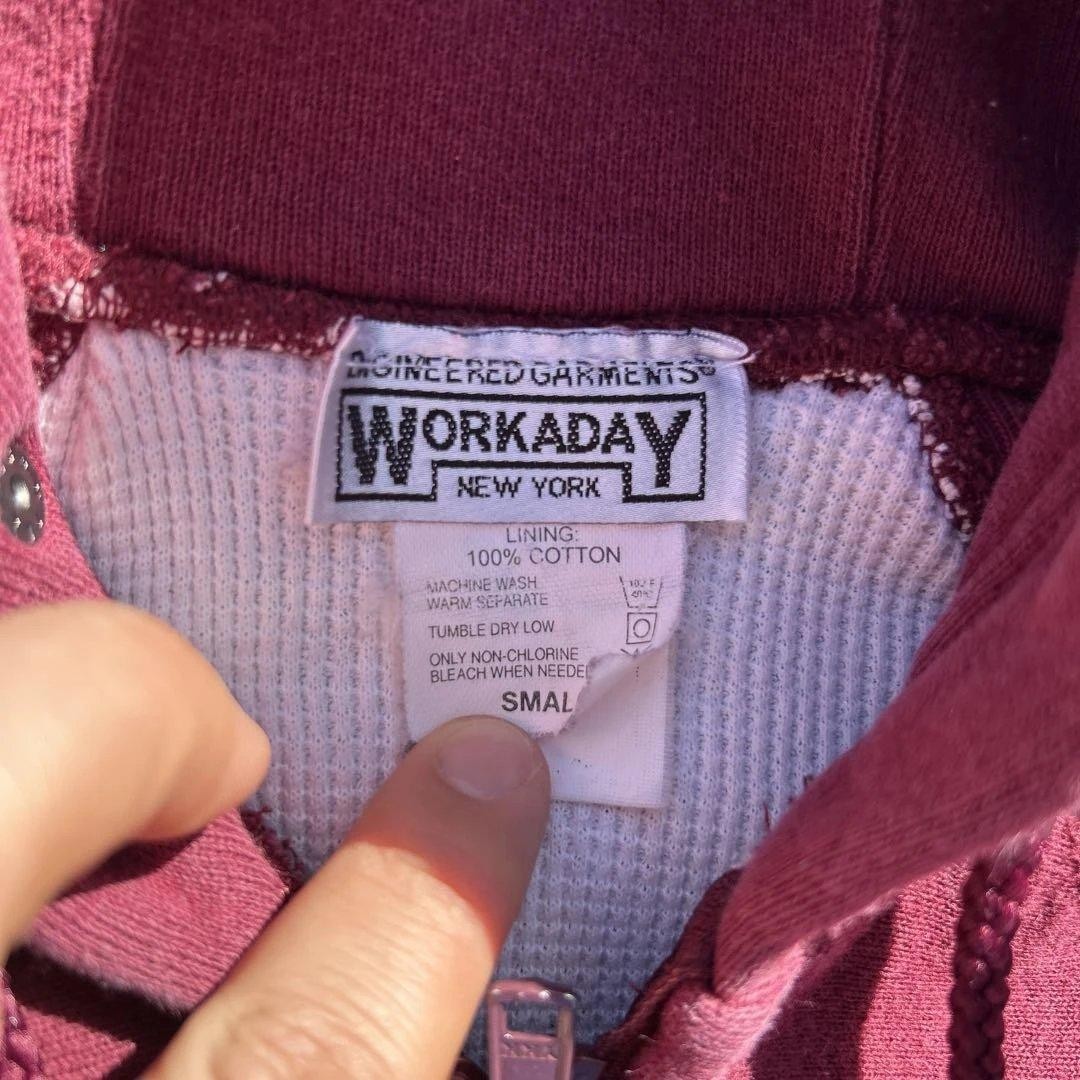 ENGINEERED GARMENTS®
WORKADAY
NEW YORK
LINING:
100% COTTON
MACHINE WASH
WARM SEPARATE
TUMBLE DRY LOW
ONLY NON-CHLORINE
BLEACH WHEN NEEDE
SMAL